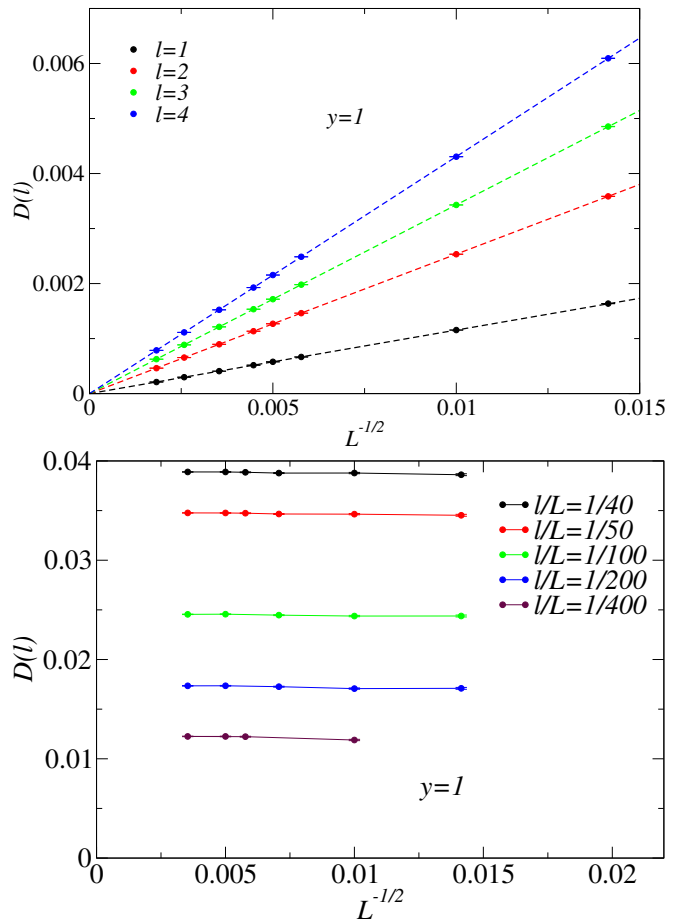 0.006
0.004
0.002
0
D(l)
l=1
l=2
l=3
l=4
y=1
0 0.005 0.01 0.015
L^{-1/2}
0.04
0.03
0.02
0.01
0
D(l)
l/L=1/40
l/L=1/50
l/L=1/100
l/L=1/200
l/L=1/400
y=1
0 0.005 0.01 0.015 0.02
L^{-1/2}